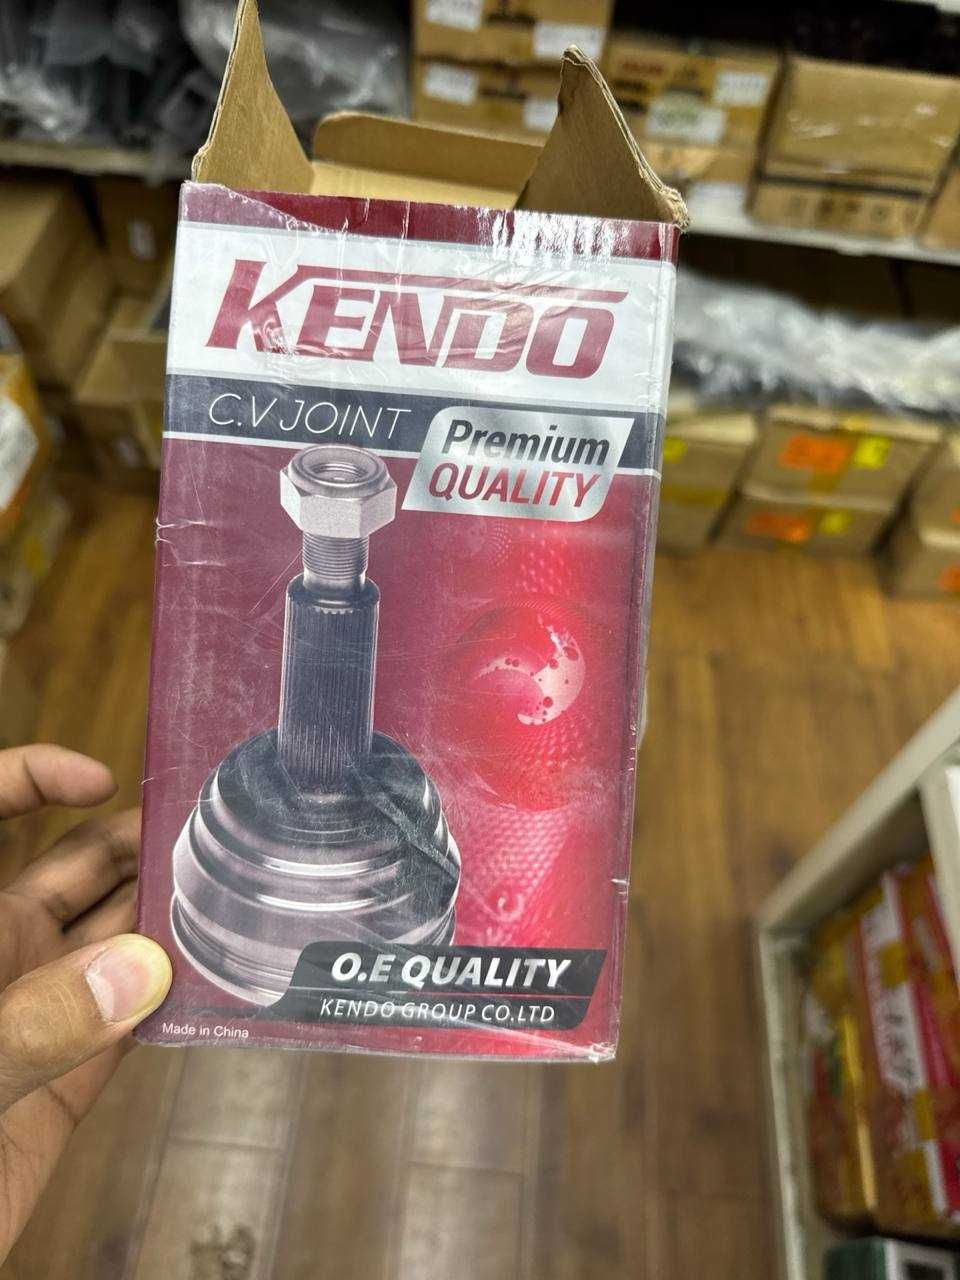 KENDO
C.V JOINT
Premium
QUALITY
O.E QUALITY
KENDO GROUP CO.LTD
Made in China